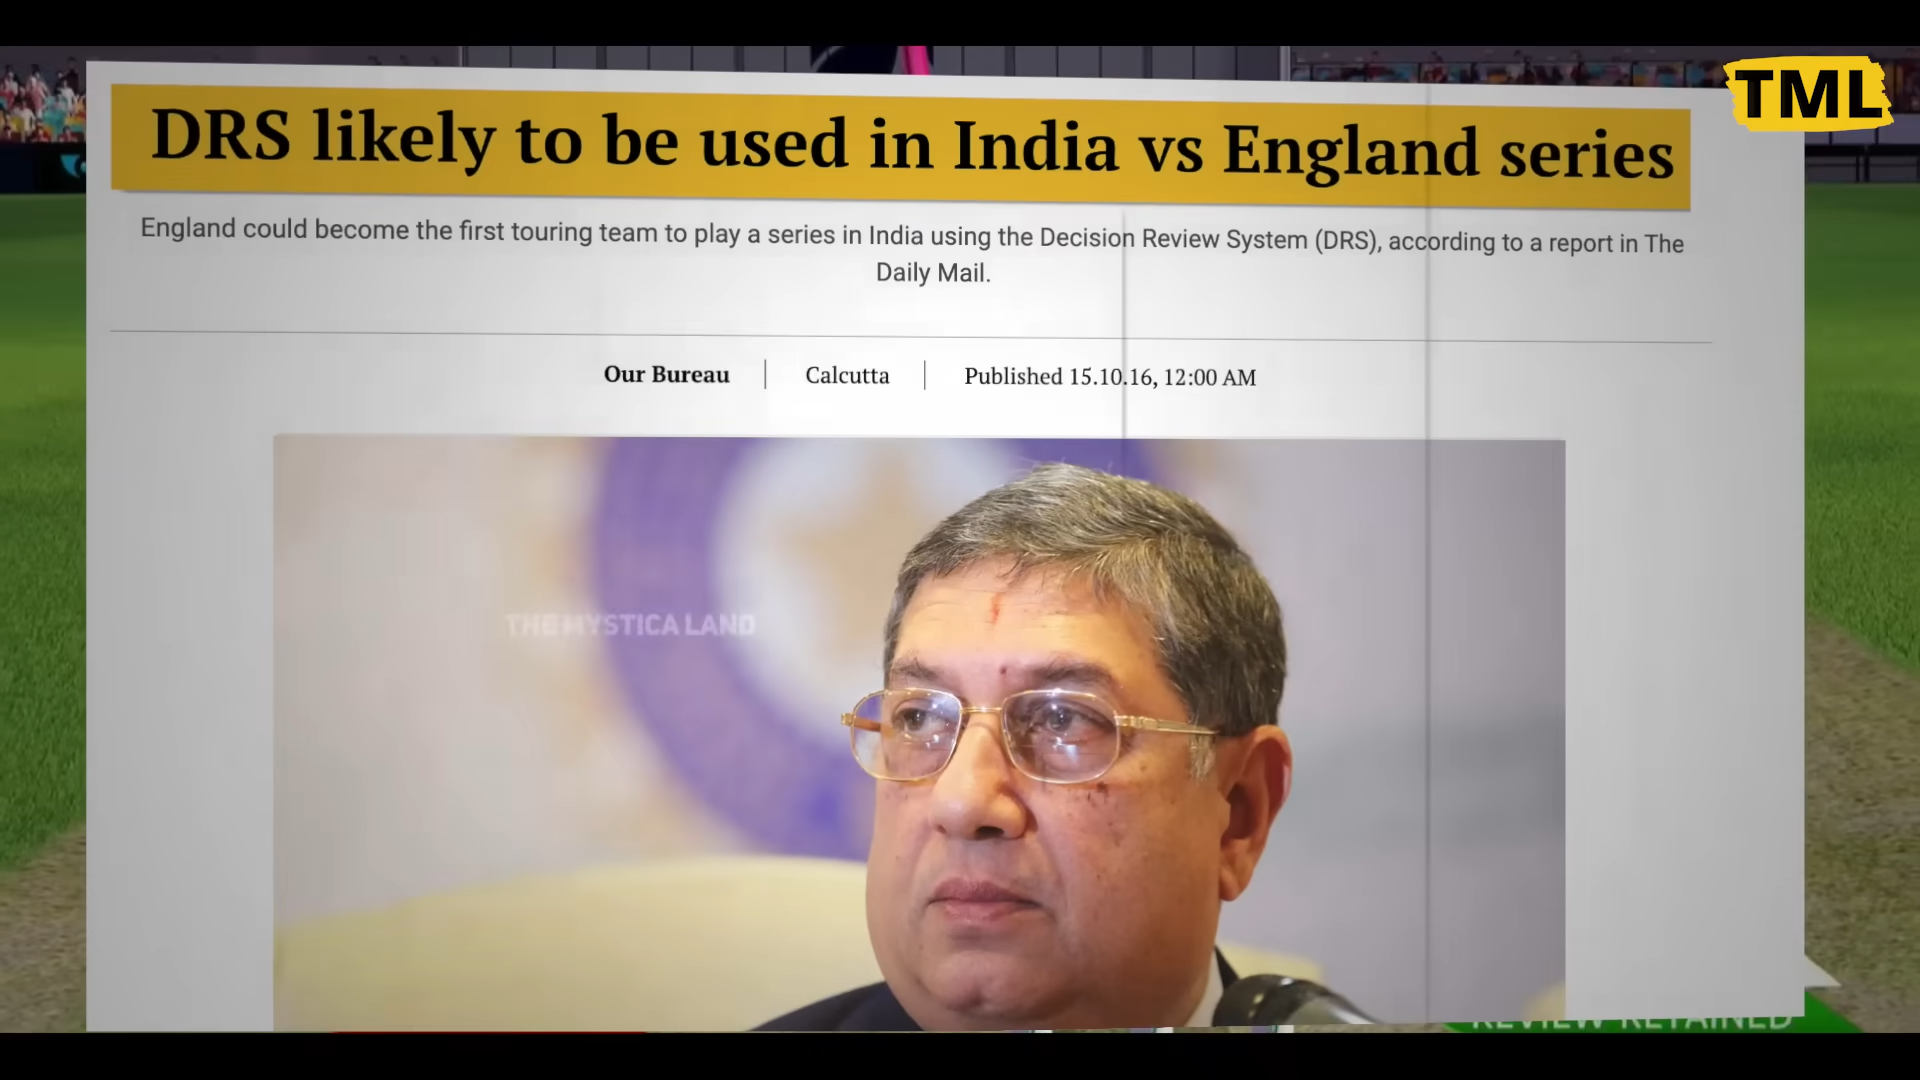 TML
DRS likely to be used in India vs England series
England could become the first touring team to play a series in India using the Decision Review System (DRS), according to a report in The
Daily Mail.
Our Bureau | Calcutta | Published 15.10.16, 12:00 AM
THE MYSTICA LAND
REVIEW RETAINED